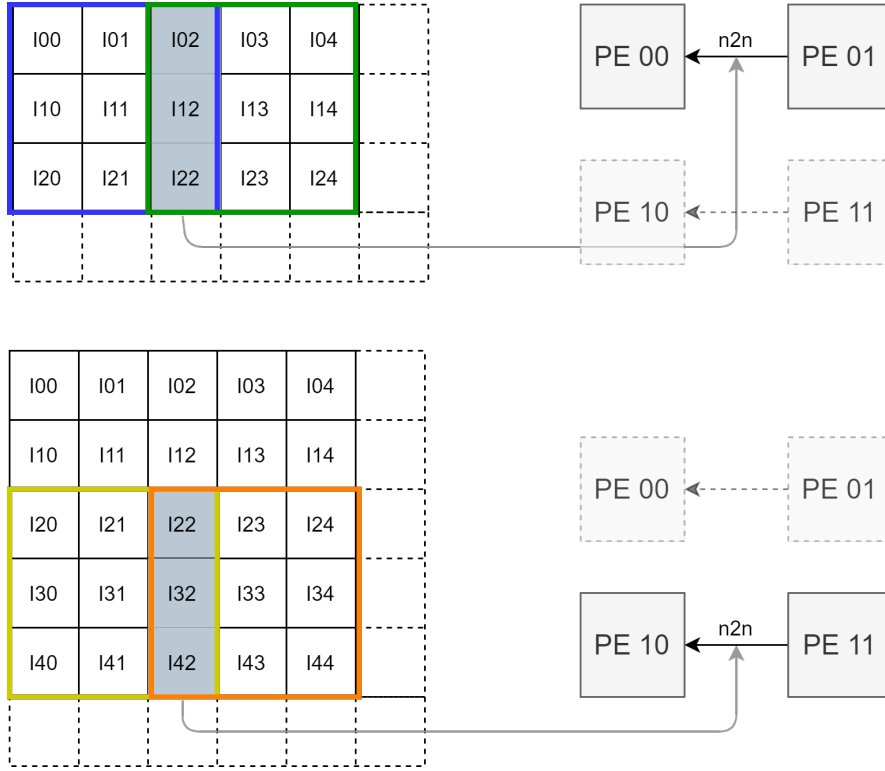 I00 I01 I02 I03 I04
I10 I11 I12 I13 I14
I20 I21 I22 I23 I24
PE 00 n2n PE 01
PE 10 PE 11
I00 I01 I02 I03 I04
I10 I11 I12 I13 I14
I20 I21 I22 I23 I24
I30 I31 I32 I33 I34
I40 I41 I42 I43 I44
PE 00 PE 01
PE 10 n2n PE 11